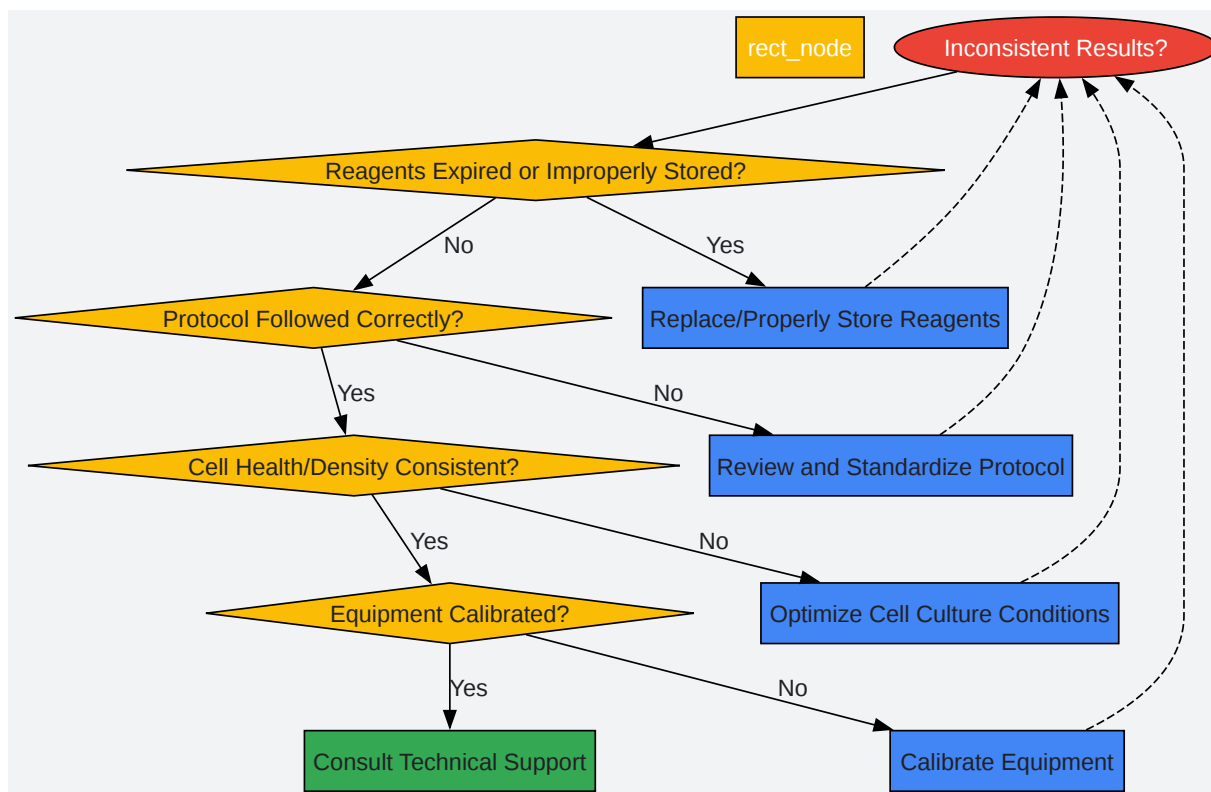 rect_node
Inconsistent Results?
Reagents Expired or Improperly Stored?
No
Yes
Protocol Followed Correctly?
Replace/Properly Store Reagents
Yes
No
Cell Health/Density Consistent?
Review and Standardize Protocol
Yes
No
Equipment Calibrated?
Optimize Cell Culture Conditions
Yes
No
Consult Technical Support
Calibrate Equipment